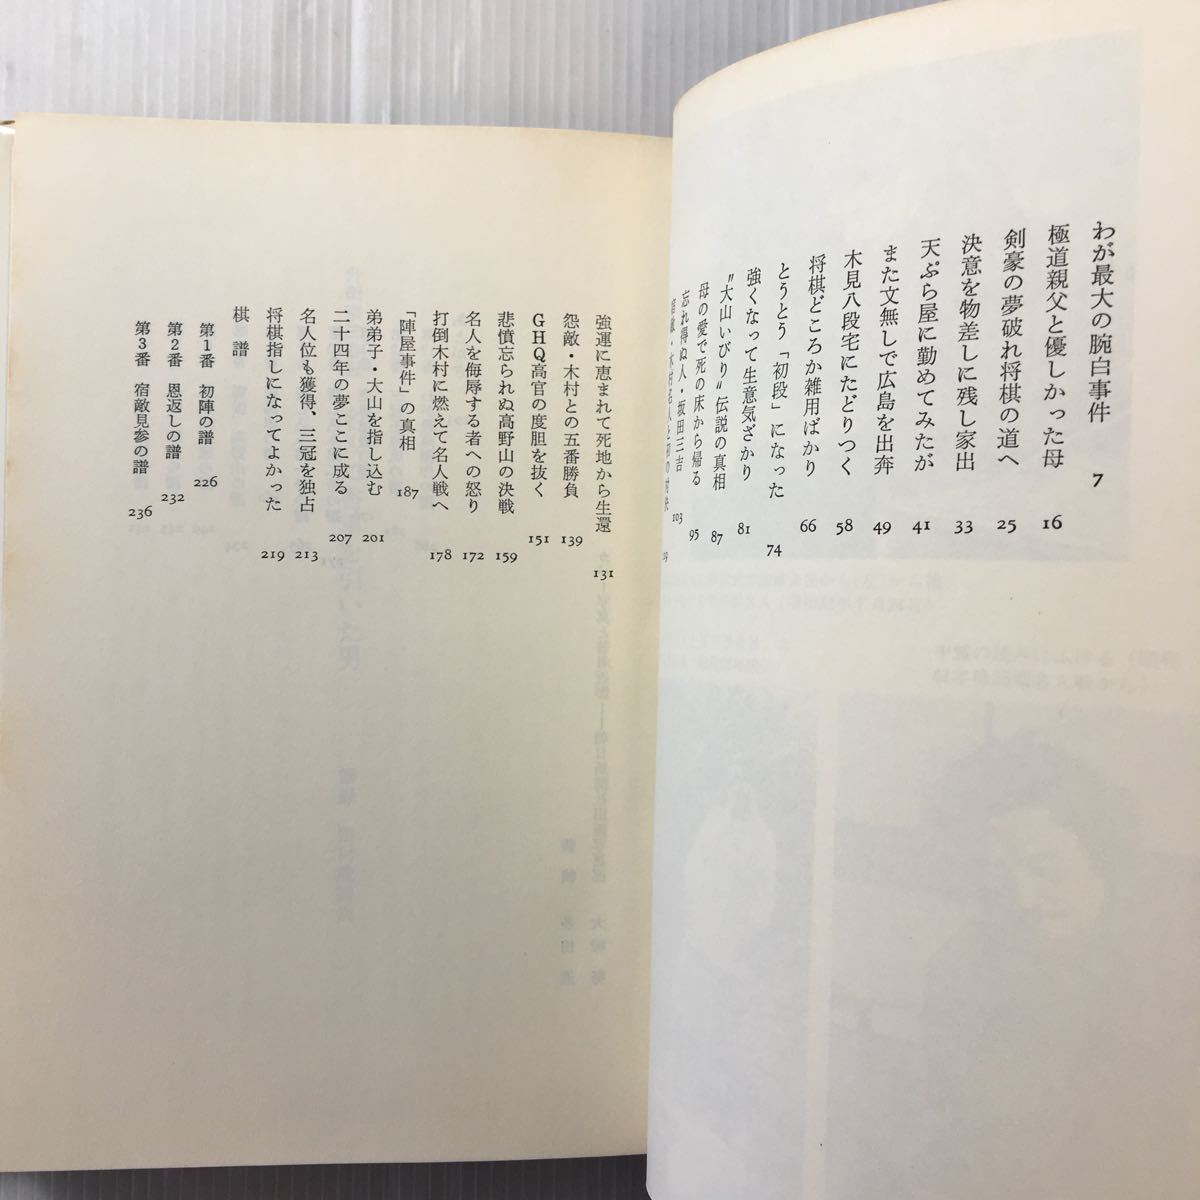 わが最大の腕白事件 7
極道親父と優しかった母 16
剣豪の夢破れ将棋の道へ 25
決意を物差しに残し家出 33
天ぷら屋に勤めてみたが 41
また文無しで広島を出奔 49
木見八段宅にたどりつく 58
将棋どころか雑用ばかり 66
とうとう「初段」になった 74
強くなって生意気ざかり 81
"大山いびり"伝説の真相 87
母の愛で死の床から帰る 95
忘れ得ぬ人・坂田三吉 103
宿敵・木村名人と
強運に恵まれて死地から生還 131
怨敵・木村との五番勝負 139
GHQ高官の度胆を抜く 151
悲憤忘られぬ高野山の決戦 159
名人を侮辱する者への怒り 172
打倒木村に燃えて名人戦へ 178
「陣屋事件」の真相 187
弟弟子・大山を指し込む 201
二十四年の夢ここに成る 207
名人位も獲得、三冠を独占 213
将棋指しになってよかった 219
棋譜
第1番 初陣の譜 226
第2番 恩返しの譜 232
第3番 宿敵見参の譜 236